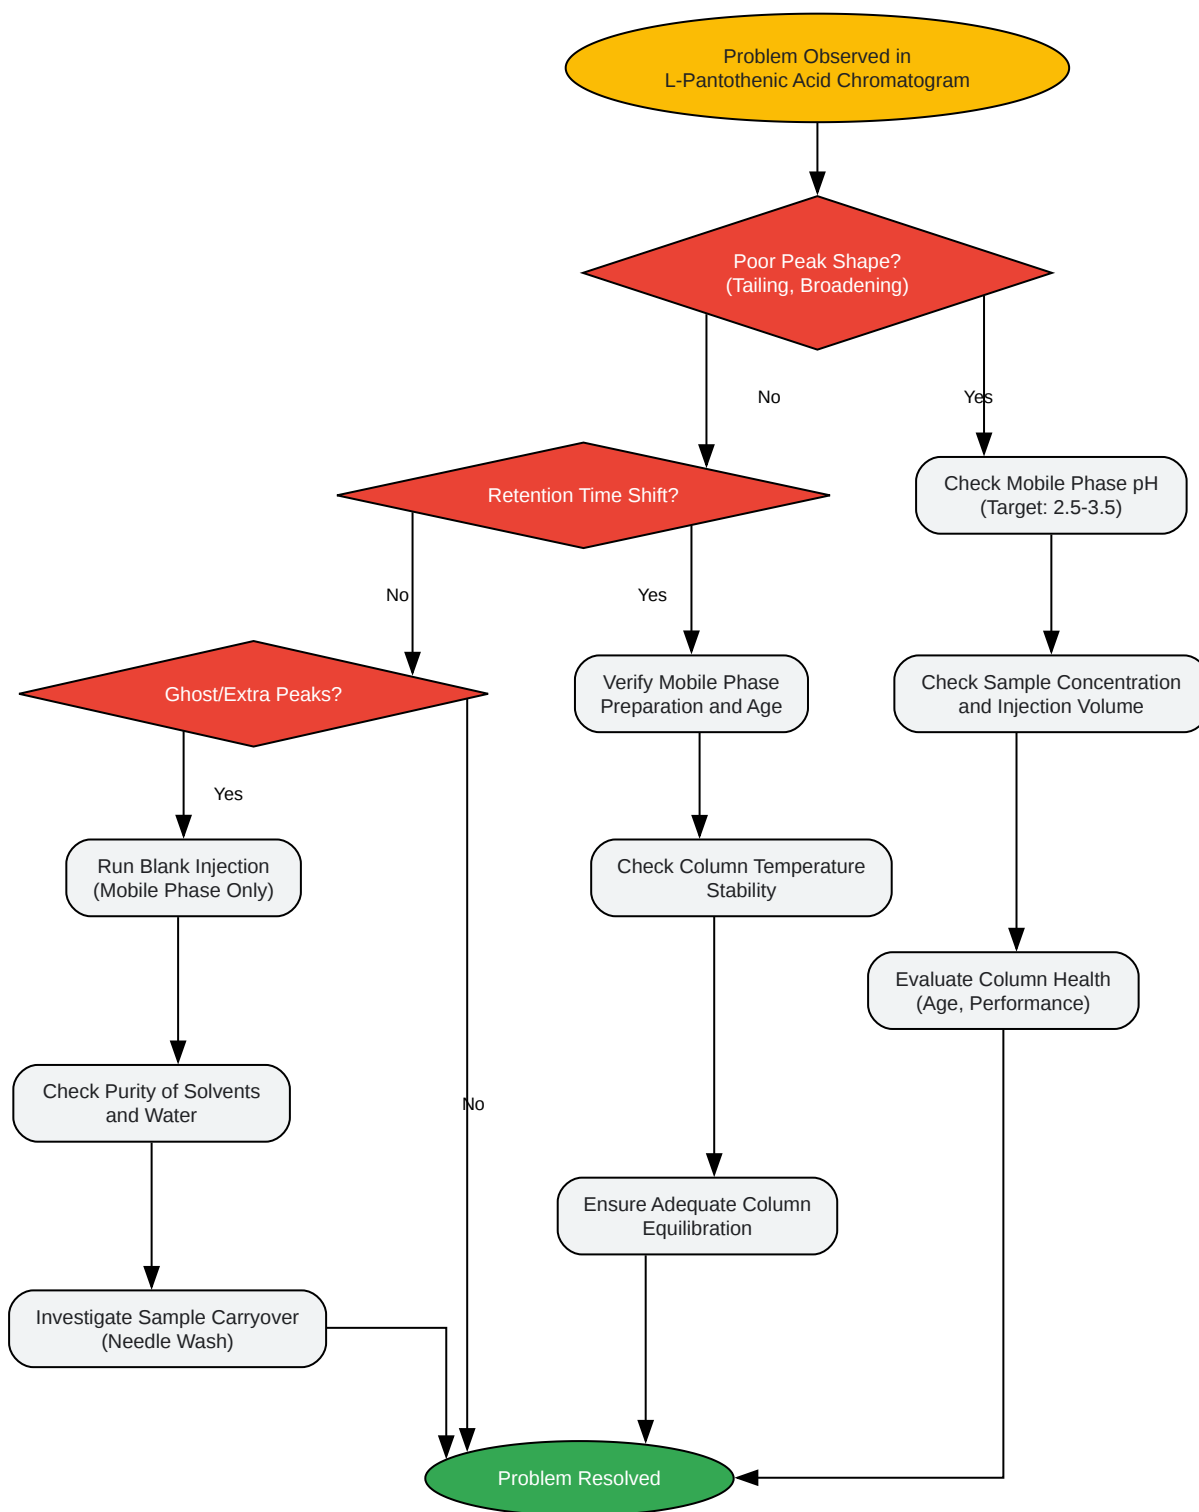 Problem Observed in
L-Pantothenic Acid Chromatogram
Poor Peak Shape?
(Tailing, Broadening)
No
Yes
Retention Time Shift?
Check Mobile Phase pH
(Target: 2.5-3.5)
No
Yes
Ghost/Extra Peaks?
Verify Mobile Phase
Preparation and Age
Check Sample Concentration
and Injection Volume
Yes
Run Blank Injection
(Mobile Phase Only)
Check Column Temperature
Stability
Evaluate Column Health
(Age, Performance)
Check Purity of Solvents
and Water
No
Ensure Adequate Column
Equilibration
Investigate Sample Carryover
(Needle Wash)
Problem Resolved